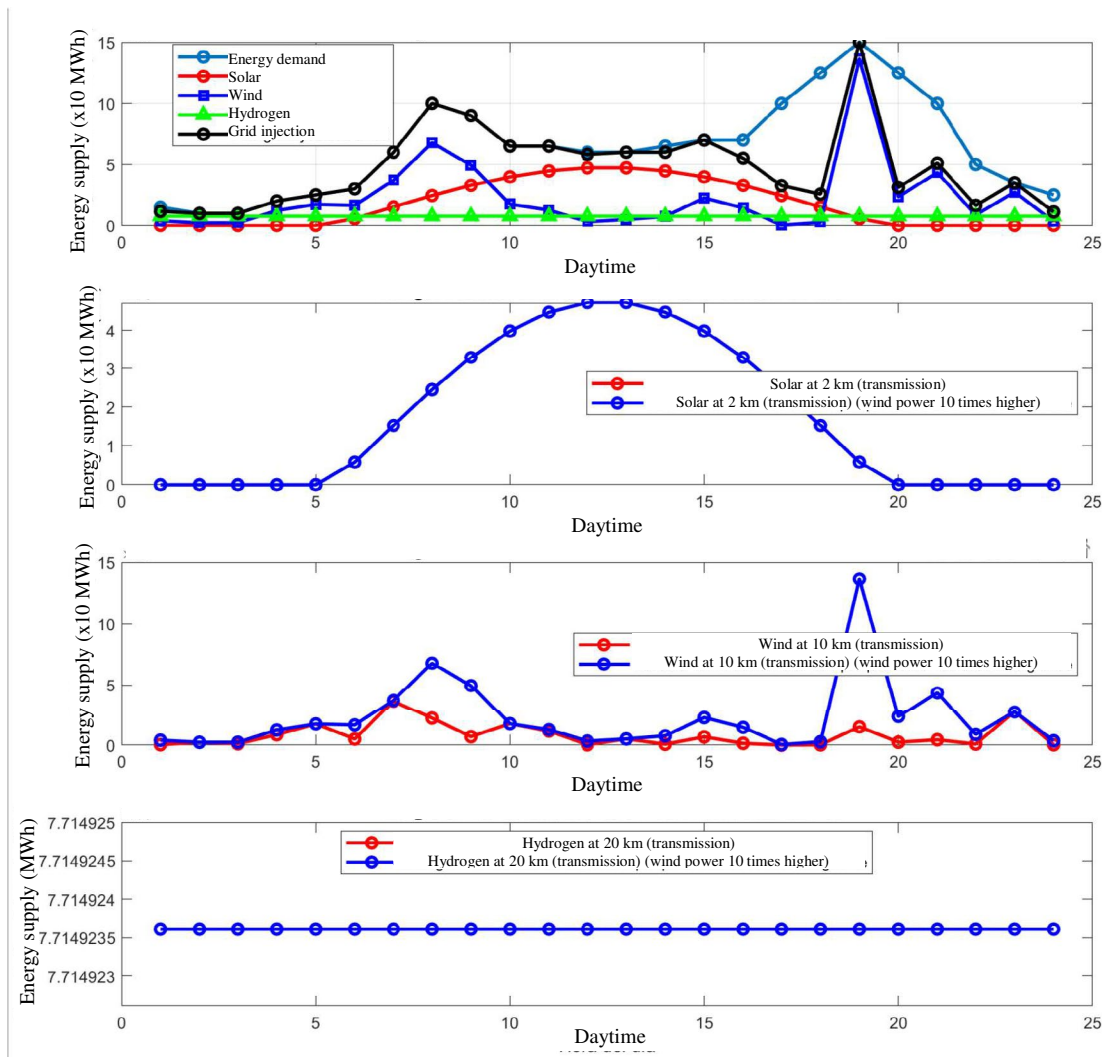 Energy supply (x10 MWh)
15
10
5
0
Energy demand
Solar
Wind
Hydrogen
Grid injection
0 5 10 15 20 25
Daytime
Energy supply (x10 MWh)
4
3
2
1
0
Solar at 2 km (transmission)
Solar at 2 km (transmission) (wind power 10 times higher)
0 5 10 15 20 25
Daytime
Energy supply (x10 MWh)
15
10
5
0
Wind at 10 km (transmission)
Wind at 10 km (transmission) (wind power 10 times higher)
0 5 10 15 20 25
Daytime
Energy supply (MWh)
7.714925
7.7149245
7.714924
7.7149235
7.714923
Hydrogen at 20 km (transmission)
Hydrogen at 20 km (transmission) (wind power 10 times higher)
0 5 10 15 20 25
Daytime